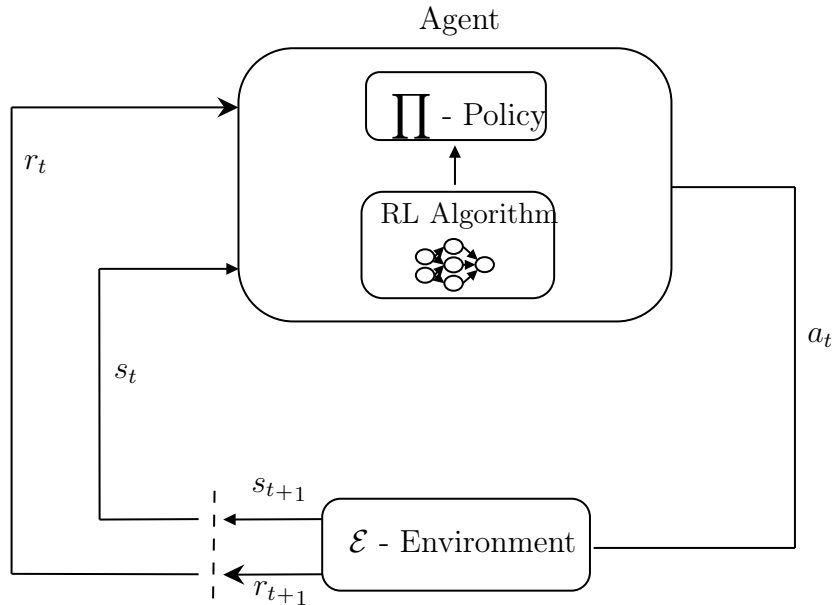 Agent
∏ - Policy
r_t
RL Algorithm
a_t
s_t
s_{t+1}
ℰ - Environment
r_{t+1}